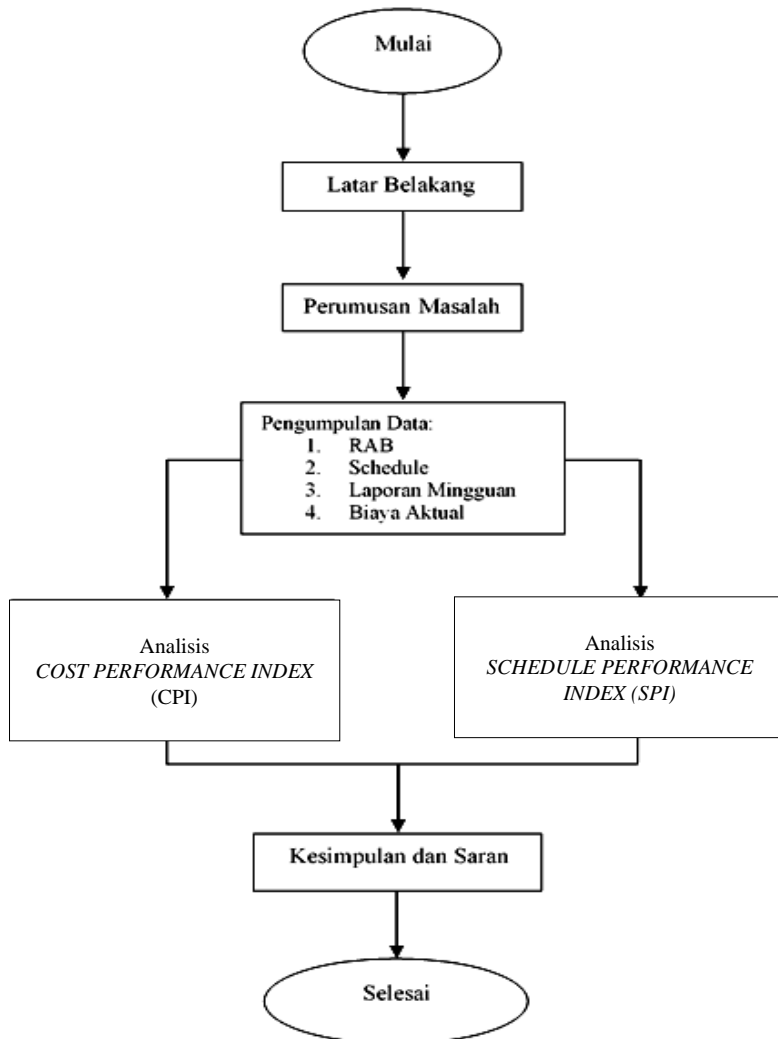 Mulai
Latar Belakang
Perumusan Masalah
Pengumpulan Data:
1. RAB
2. Schedule
3. Laporan Mingguan
4. Biaya Aktual
Analisis
COST PERFORMANCE INDEX
(CPI)
Analisis
SCHEDULE PERFORMANCE
INDEX (SPI)
Kesimpulan dan Saran
Selesai